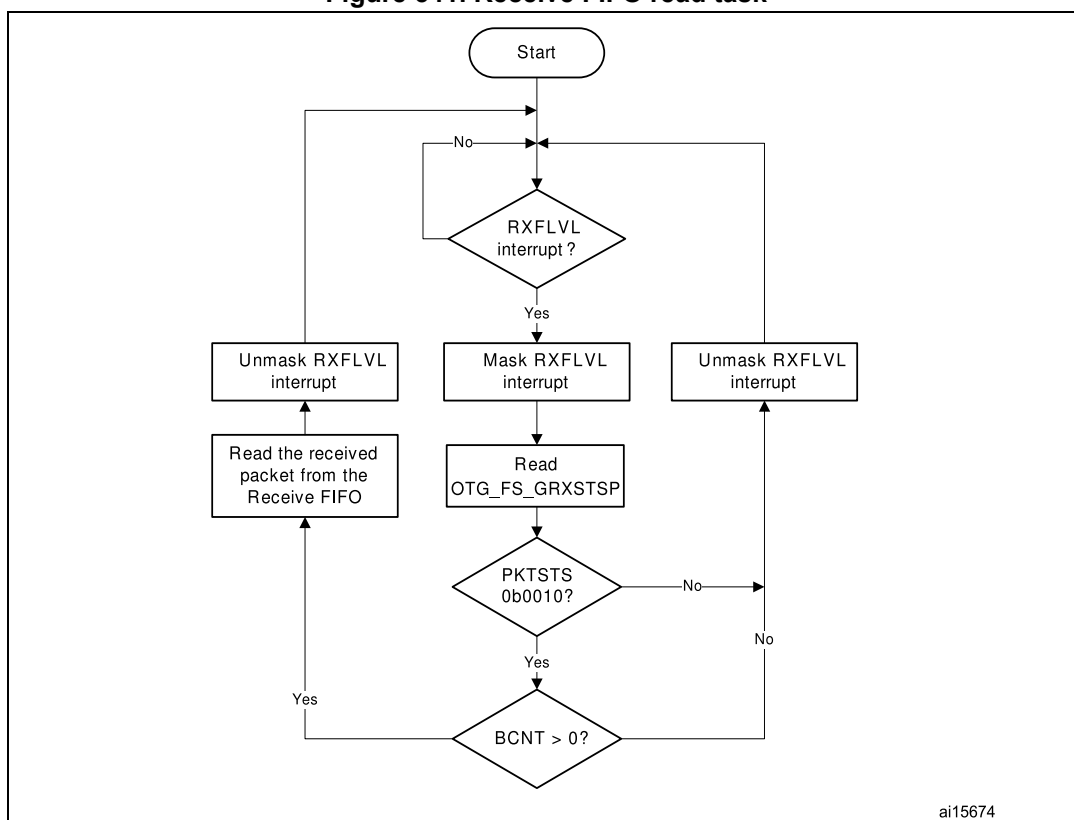 Start
No
RXFLVL
interrupt?
Yes
Unmask RXFLVL
interrupt
Mask RXFLVL
interrupt
Unmask RXFLVL
interrupt
Read the received
packet from the
Receive FIFO
Read
OTG_FS_GRXSTSP
PKTSTS
0b0010?
No
No
Yes
Yes
BCNT > 0?
ai15674